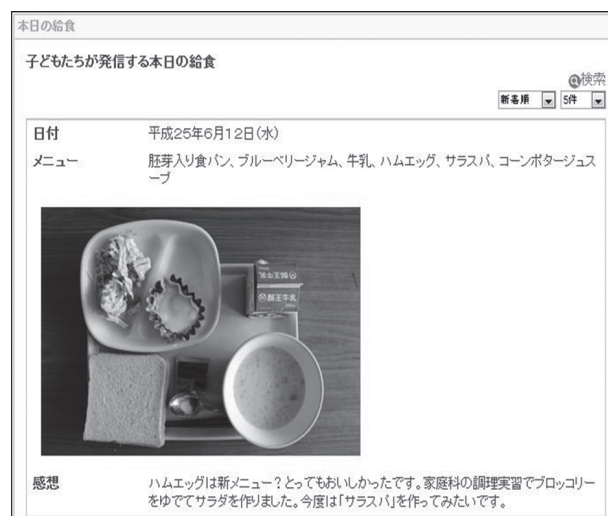 本日の給食
子どもたちが発信する本日の給食
検索
新着順 5件
日付 平成25年6月12日(水)
メニュー 胚芽入り食パン、ブルーベリージャム、牛乳、ハムエッグ、サラスパ、コーンポタージュス
ープ
酪王牛乳
感想 ハムエッグは新メニュー？とってもおいしかったです。家庭科の調理実習でブロッコリー
をゆでてサラダを作りました。今度は「サラスパ」を作ってみたいです。